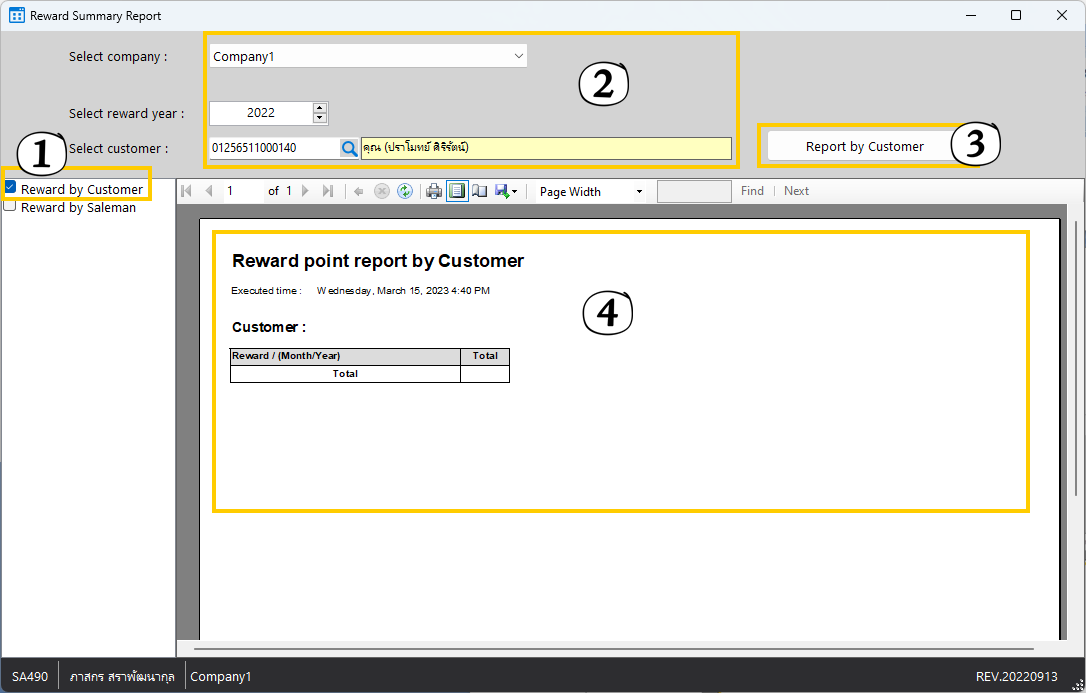 Reward Summary Report
Select company :
Company1
2
Select reward year :
2022
1
Select customer :
01256511000140
คุณ (ปราโมทย์ ศิริรัตน์)
Report by Customer
3
Reward by Customer
Reward by Saleman
1 of 1
Page Width
Find | Next
Reward point report by Customer
Executed time : Wednesday, March 15, 2023 4:40 PM
4
Customer :
Reward / (Month/Year) Total
Total
SA490 ภาสกร สราพัฒนากุล Company1 REV.20220913